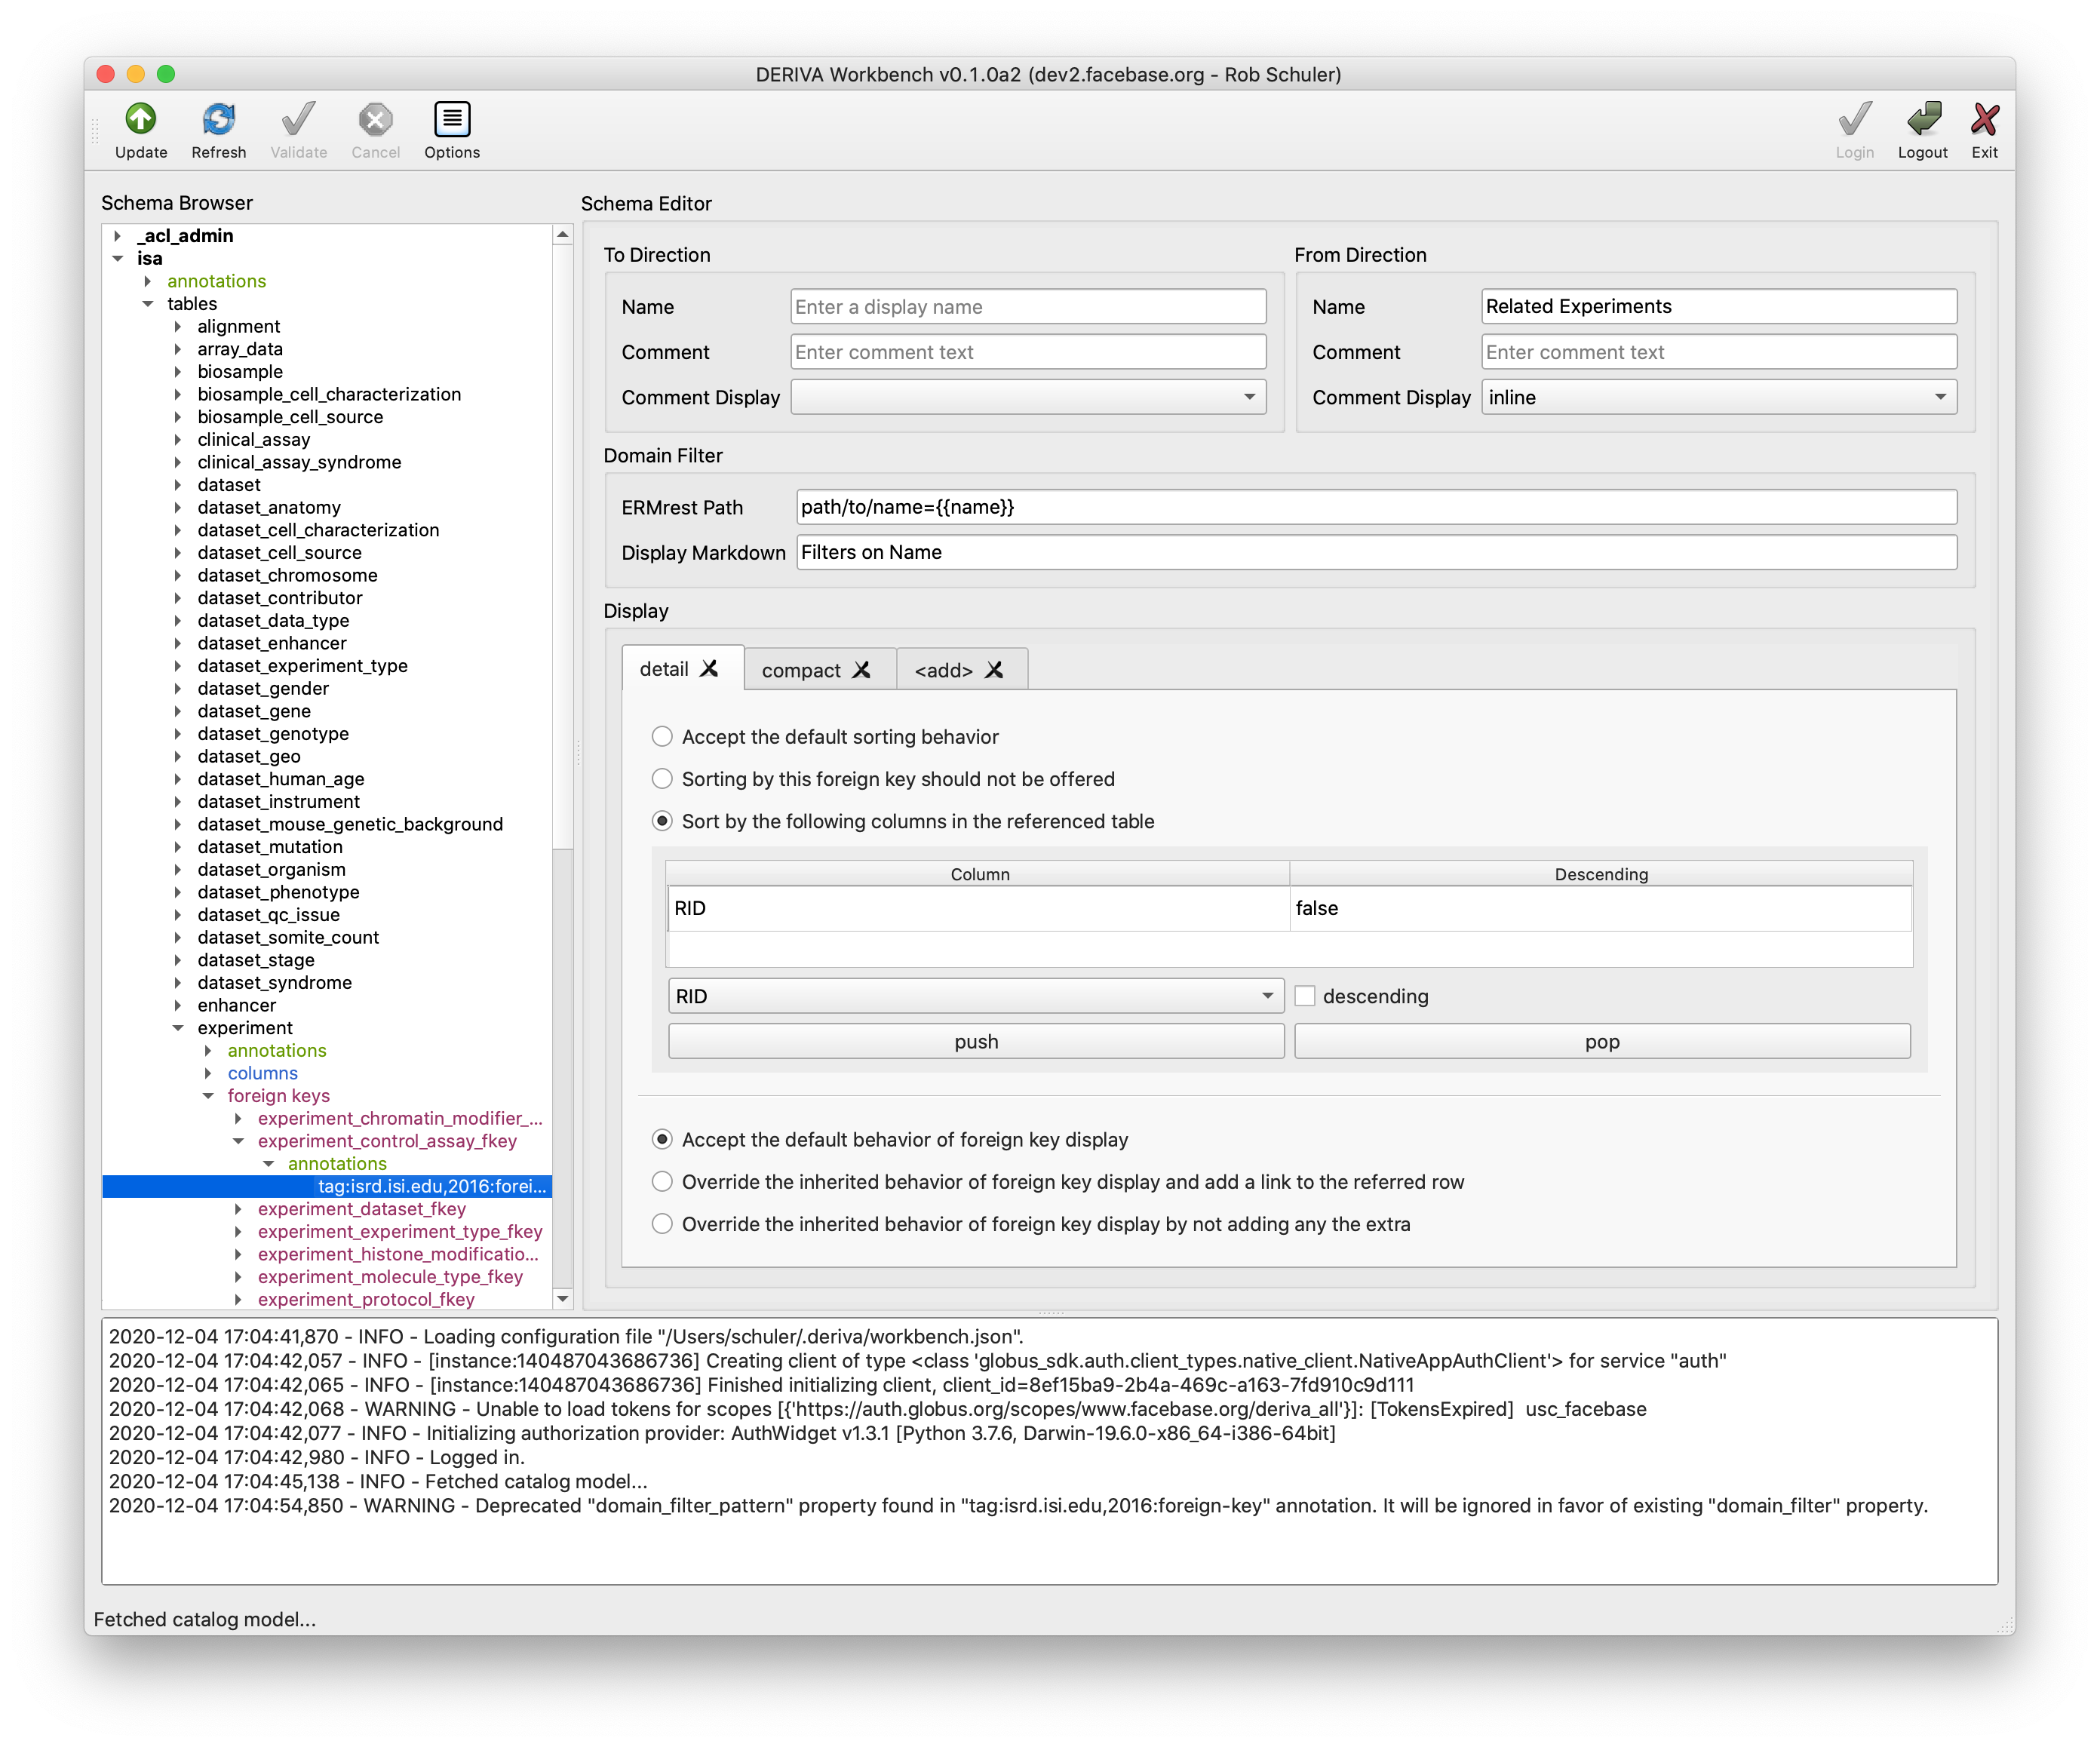 DERIVA Workbench v0.1.0a2 (dev2.facebase.org - Rob Schuler)
Update Refresh Validate Cancel Options Login Logout Exit
Schema Browser
_acl_admin
isa
annotations
tables
alignment
array_data
biosample
biosample_cell_characterization
biosample_cell_source
clinical_assay
clinical_assay_syndrome
dataset
dataset_anatomy
dataset_cell_characterization
dataset_cell_source
dataset_chromosome
dataset_contributor
dataset_data_type
dataset_enhancer
dataset_experiment_type
dataset_gender
dataset_gene
dataset_genotype
dataset_geo
dataset_human_age
dataset_instrument
dataset_mouse_genetic_background
dataset_mutation
dataset_organism
dataset_phenotype
dataset_qc_issue
dataset_somite_count
dataset_stage
dataset_syndrome
enhancer
experiment
annotations
columns
foreign keys
experiment_chromatin_modifier_...
experiment_control_assay_fkey
annotations
tag:isrd.isi.edu,2016:forei...
experiment_dataset_fkey
experiment_experiment_type_fkey
experiment_histone_modificatio...
experiment_molecule_type_fkey
experiment_protocol_fkey
Schema Editor
To Direction
Name Enter a display name
Comment Enter comment text
Comment Display
From Direction
Name Related Experiments
Comment Enter comment text
Comment Display inline
Domain Filter
ERMrest Path path/to/name={{name}}
Display Markdown Filters on Name
Display
detail compact <add>
Accept the default sorting behavior
Sorting by this foreign key should not be offered
Sort by the following columns in the referenced table
Column Descending
RID false
RID descending
push pop
Accept the default behavior of foreign key display
Override the inherited behavior of foreign key display and add a link to the referred row
Override the inherited behavior of foreign key display by not adding any the extra
2020-12-04 17:04:41,870 - INFO - Loading configuration file "/Users/schuler/.deriva/workbench.json".
2020-12-04 17:04:42,057 - INFO - [instance:140487043686736] Creating client of type <class 'globus_sdk.auth.client_types.native_client.NativeAppAuthClient'> for service "auth"
2020-12-04 17:04:42,065 - INFO - [instance:140487043686736] Finished initializing client, client_id=8ef15ba9-2b4a-469c-a163-7fd910c9d111
2020-12-04 17:04:42,068 - WARNING - Unable to load tokens for scopes [{'https://auth.globus.org/scopes/www.facebase.org/deriva_all'}]: [TokensExpired]  usc_facebase
2020-12-04 17:04:42,077 - INFO - Initializing authorization provider: AuthWidget v1.3.1 [Python 3.7.6, Darwin-19.6.0-x86_64-i386-64bit]
2020-12-04 17:04:42,980 - INFO - Logged in.
2020-12-04 17:04:45,138 - INFO - Fetched catalog model...
2020-12-04 17:04:54,850 - WARNING - Deprecated "domain_filter_pattern" property found in "tag:isrd.isi.edu,2016:foreign-key" annotation. It will be ignored in favor of existing "domain_filter" property.
Fetched catalog model...